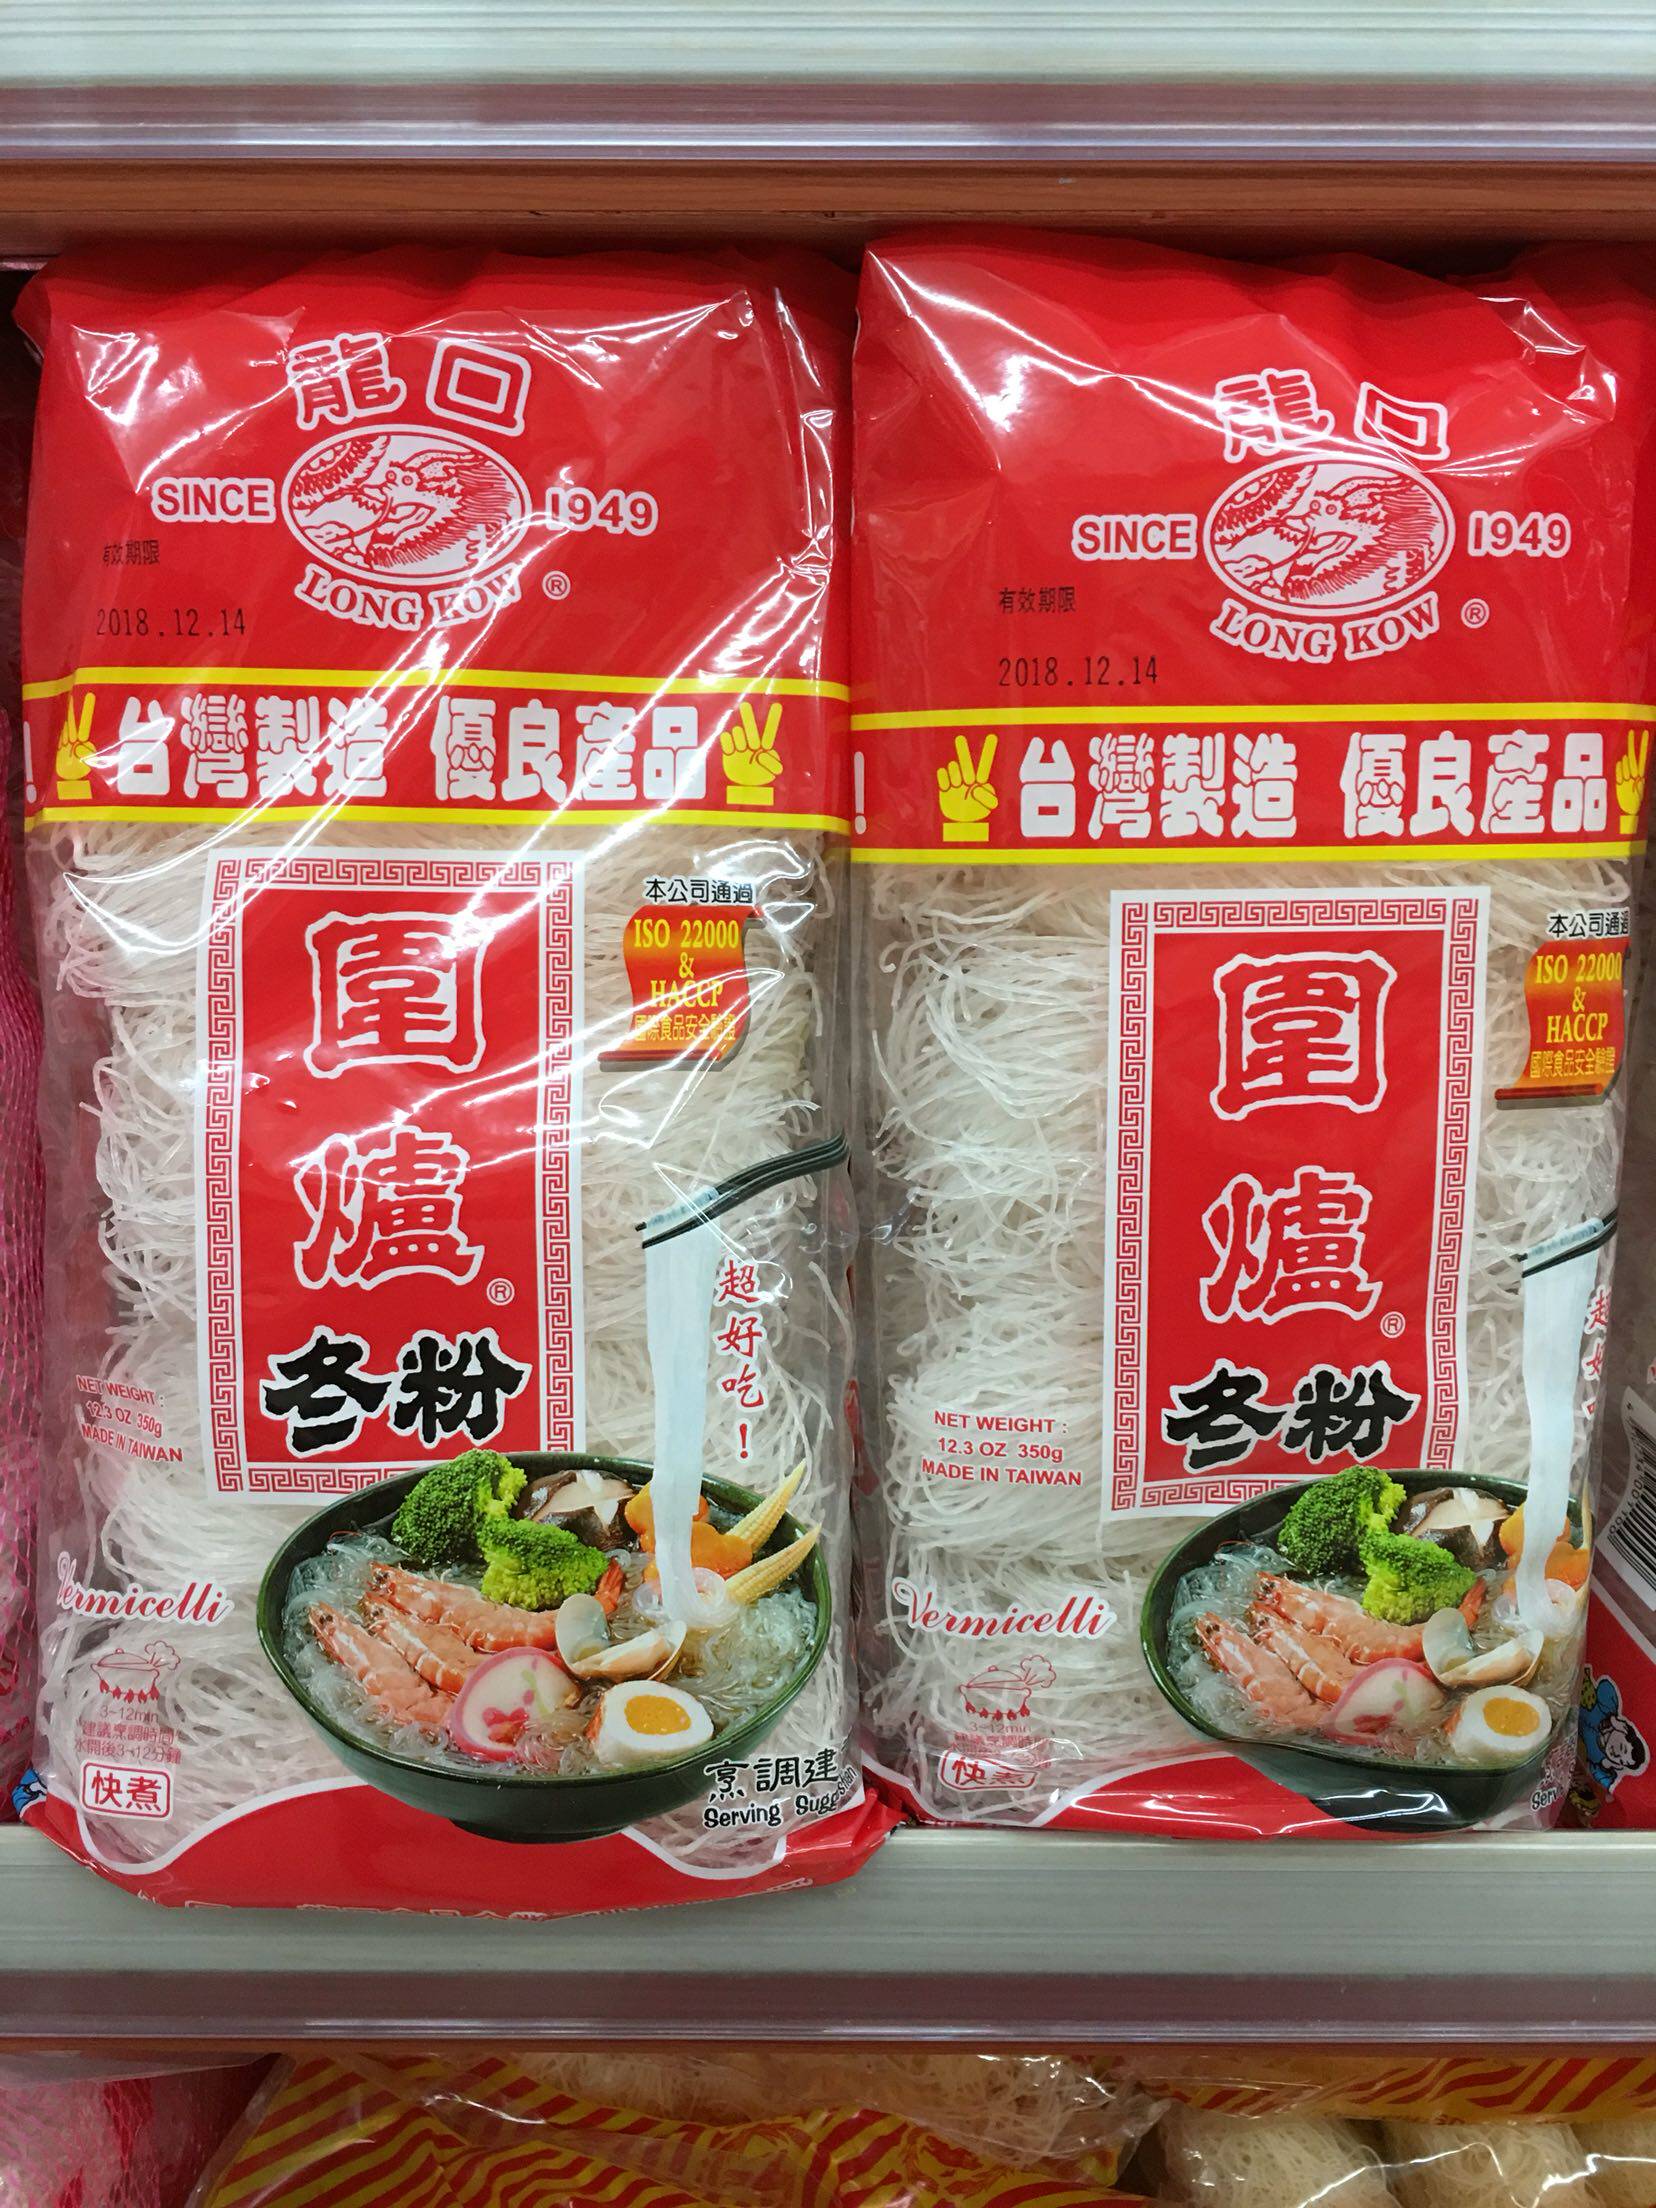 龍口
SINCE 1949
LONG KOW ®
有效期限
2018.12.14
台灣製造 優良產品
本公司通過
ISO 22000
&
HACCP
國際食品安全驗證
圍
爐®
冬粉
超好吃!
NET WEIGHT :
12.3 OZ 350g
MADE IN TAIWAN
Vermicelli
3~12min
建議烹調時間
水開後3~12分鐘
快煮
烹調建
Serving
龍口
SINCE 1949
LONG KOW ®
有效期限
2018.12.14
!
台灣製造 優良產品
本公司通過
ISO 22000
&
HACCP
國際食品安全驗證
圍
爐®
冬粉
超好
NET WEIGHT :
12.3 OZ 350g
MADE IN TAIWAN
Vermicelli
3~12min
快煮